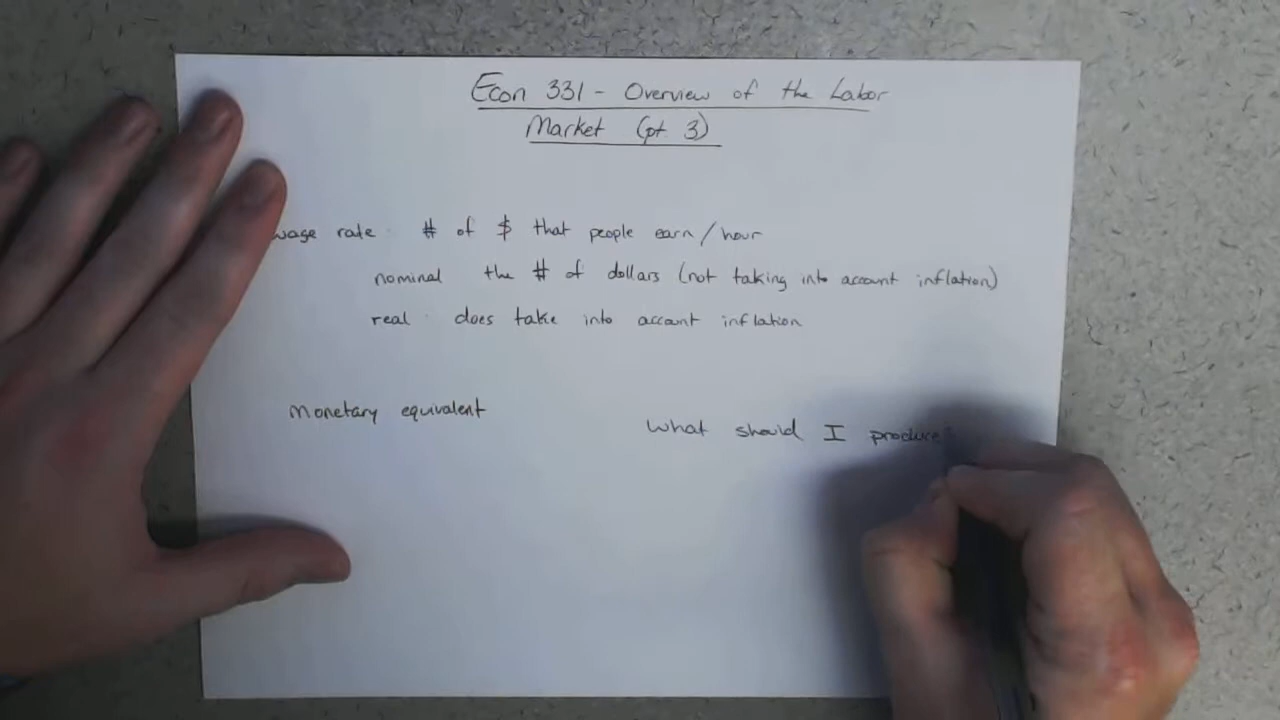 Econ 331 - Overview of the Labor
Market (pt 3)
wage rate : # of $ that people earn/hour
nominal the # of dollars (not taking into account inflation)
real : does take into account inflation
Monetary equivalent
What should I produce